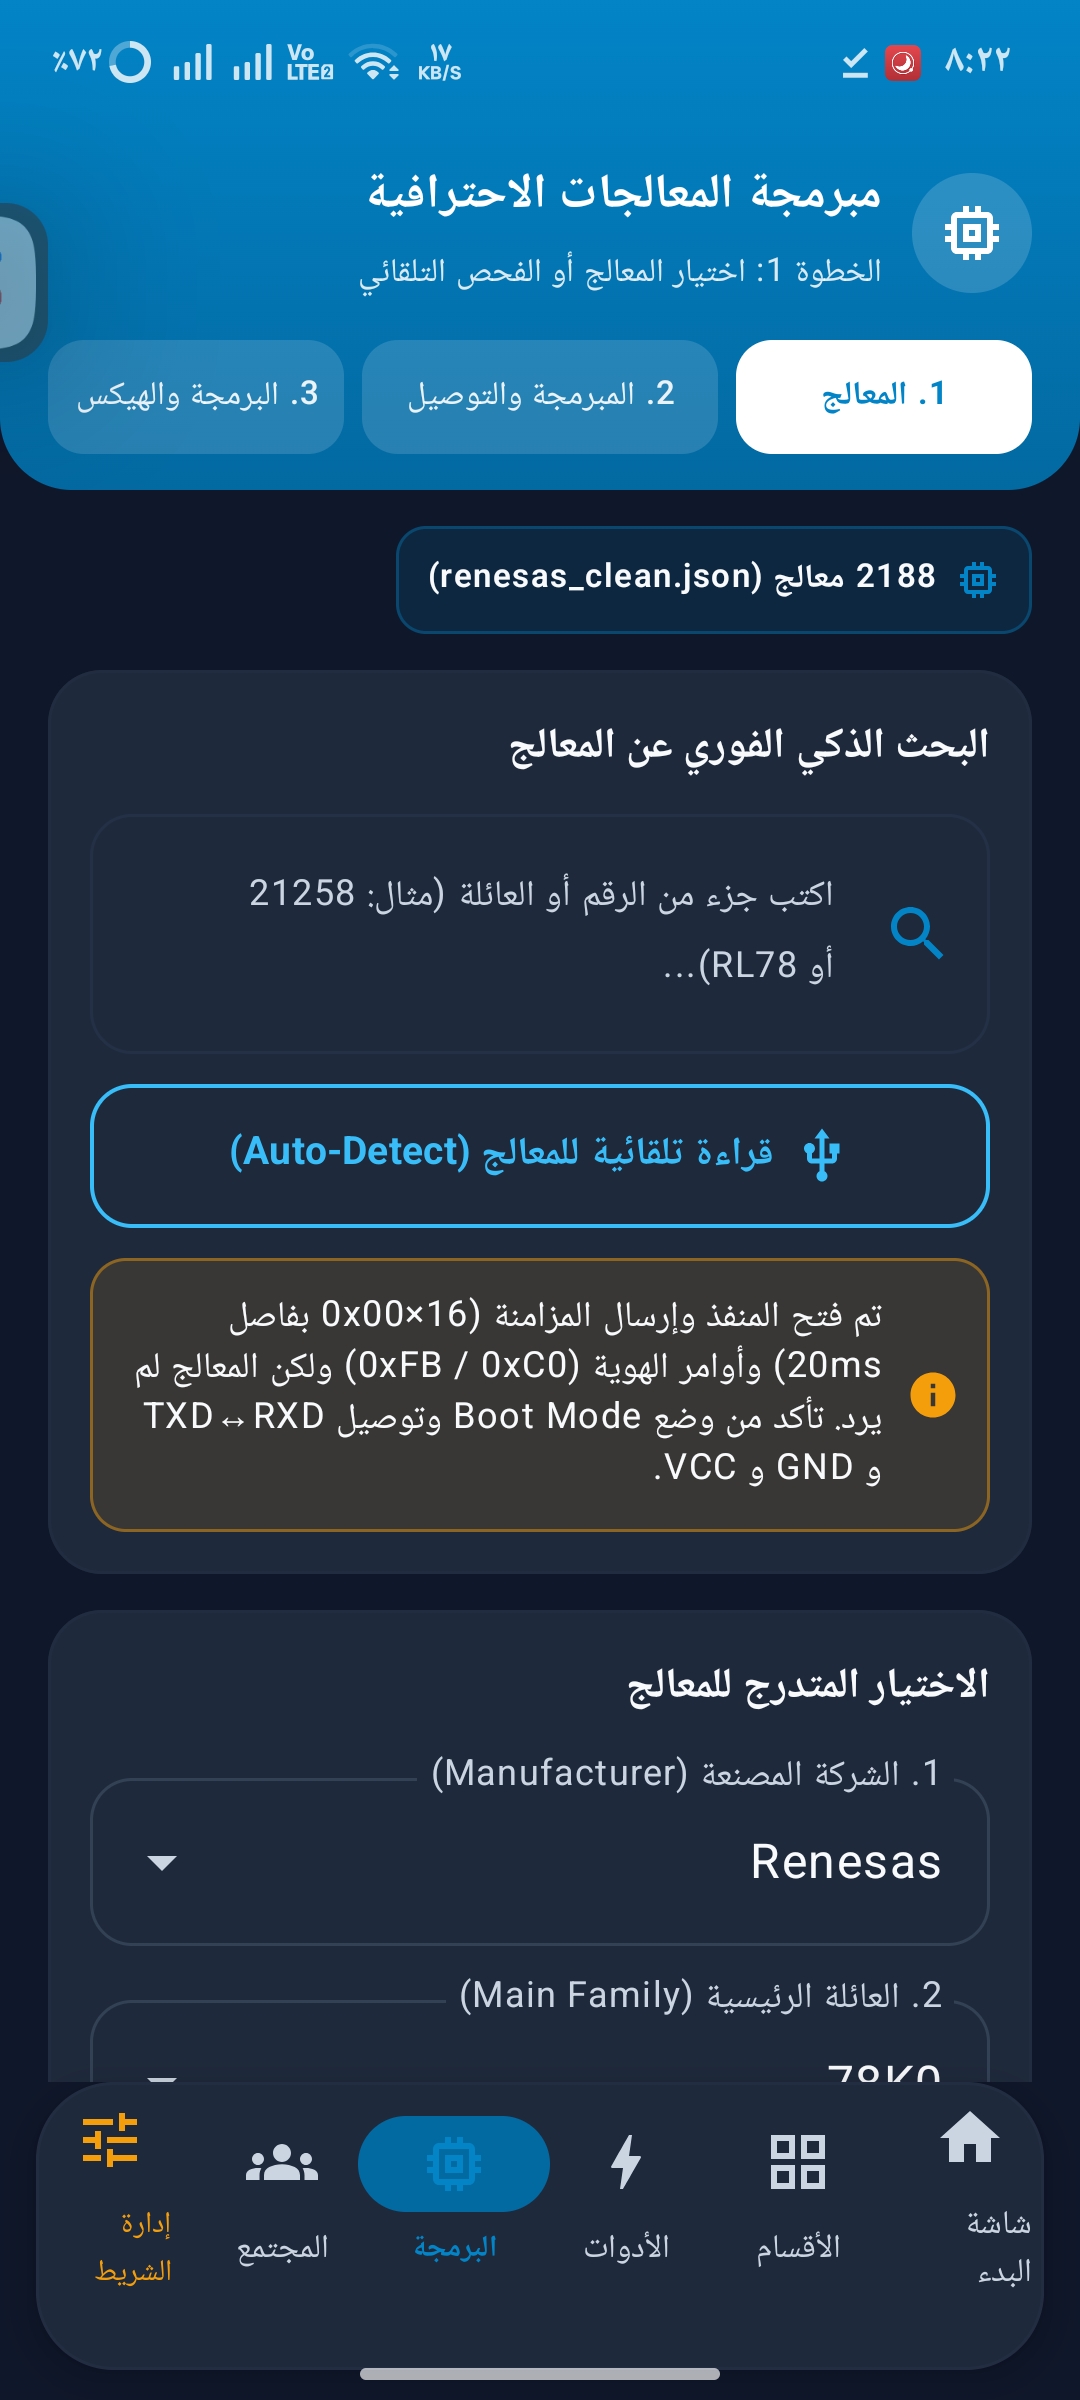 ٨:٢٢
١٧ KB/S
Vo LTE2
٪٧٢
مبرمجة المعالجات الاحترافية
الخطوة 1: اختيار المعالج أو الفحص التلقائي
1. المعالج
2. المبرمجة والتوصيل
3. البرمجة والهيكس
2188 معالج (renesas_clean.json)
البحث الذكي الفوري عن المعالج
اكتب جزء من الرقم أو العائلة (مثال: 21258
أو RL78)...
قراءة تلقائية للمعالج (Auto-Detect)
تم فتح المنفذ وإرسال المزامنة (16×0x00 بفاصل
20ms) وأوامر الهوية (0xFB / 0xC0) ولكن المعالج لم
يرد. تأكد من وضع Boot Mode وتوصيل TXD↔RXD
و GND و VCC.
الاختيار المتدرج للمعالج
1. الشركة المصنعة (Manufacturer)
Renesas
2. العائلة الرئيسية (Main Family)
78K0
شاشة
البدء
الأقسام
الأدوات
البرمجة
المجتمع
إدارة
الشريط